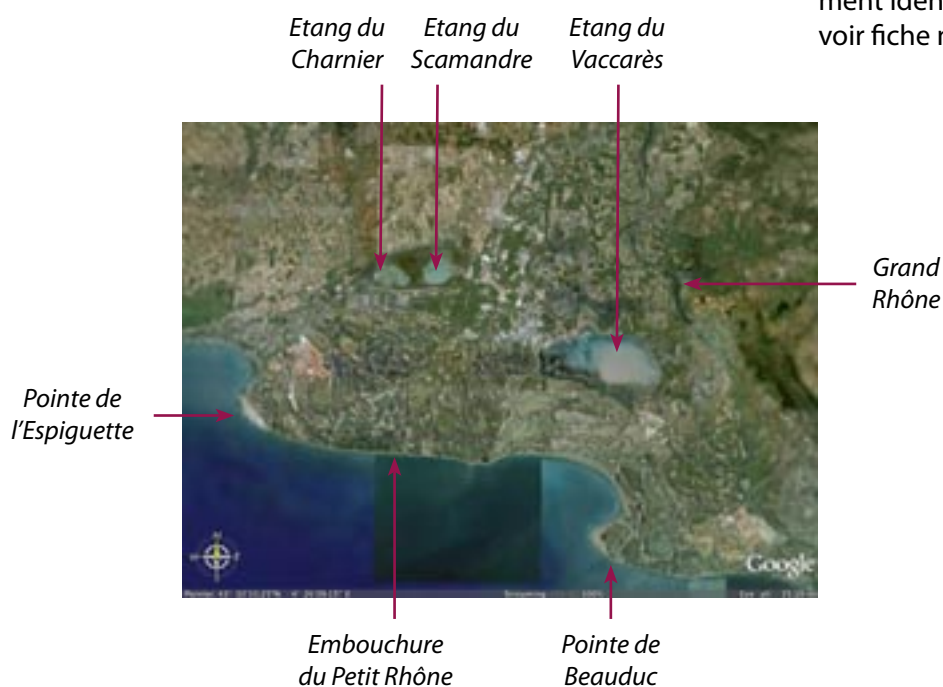 ment iden
voir fiche n
Etang du
Charnier
Etang du
Scamandre
Etang du
Vaccarès
Grand
Rhône
Pointe de
l'Espiguette
Google
Embouchure
du Petit Rhône
Pointe de
Beauduc